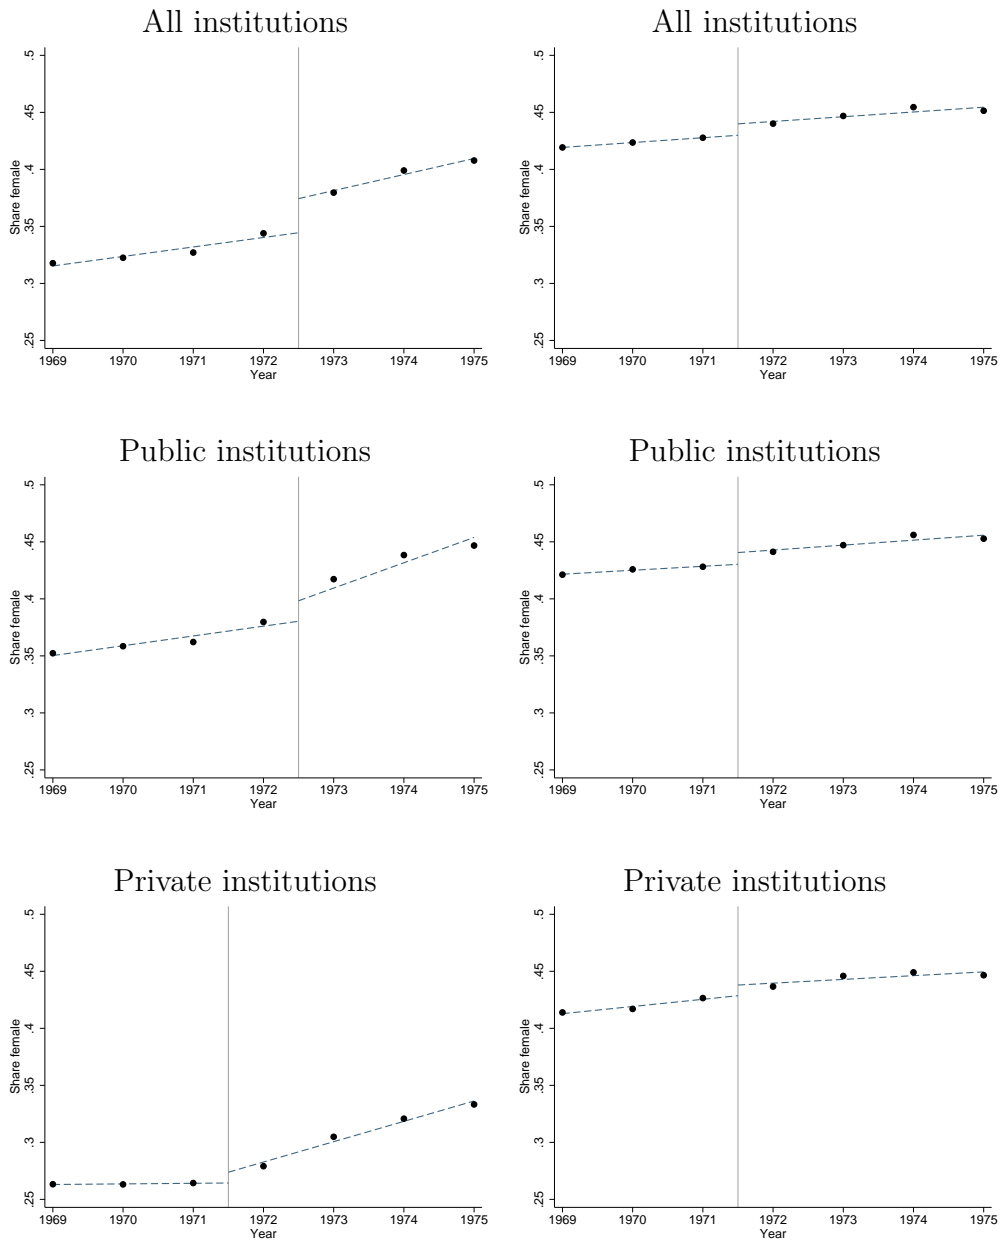 All institutions
.5
.45
.4
.35
.3
.25
Share female
1969 1970 1971 1972 1973 1974 1975
Year
All institutions
.5
.45
.4
.35
.3
.25
Share female
1969 1970 1971 1972 1973 1974 1975
Year
Public institutions
.5
.45
.4
.35
.3
.25
Share female
1969 1970 1971 1972 1973 1974 1975
Year
Public institutions
.5
.45
.4
.35
.3
.25
Share female
1969 1970 1971 1972 1973 1974 1975
Year
Private institutions
.5
.45
.4
.35
.3
.25
Share female
1969 1970 1971 1972 1973 1974 1975
Year
Private institutions
.5
.45
.4
.35
.3
.25
Share female
1969 1970 1971 1972 1973 1974 1975
Year